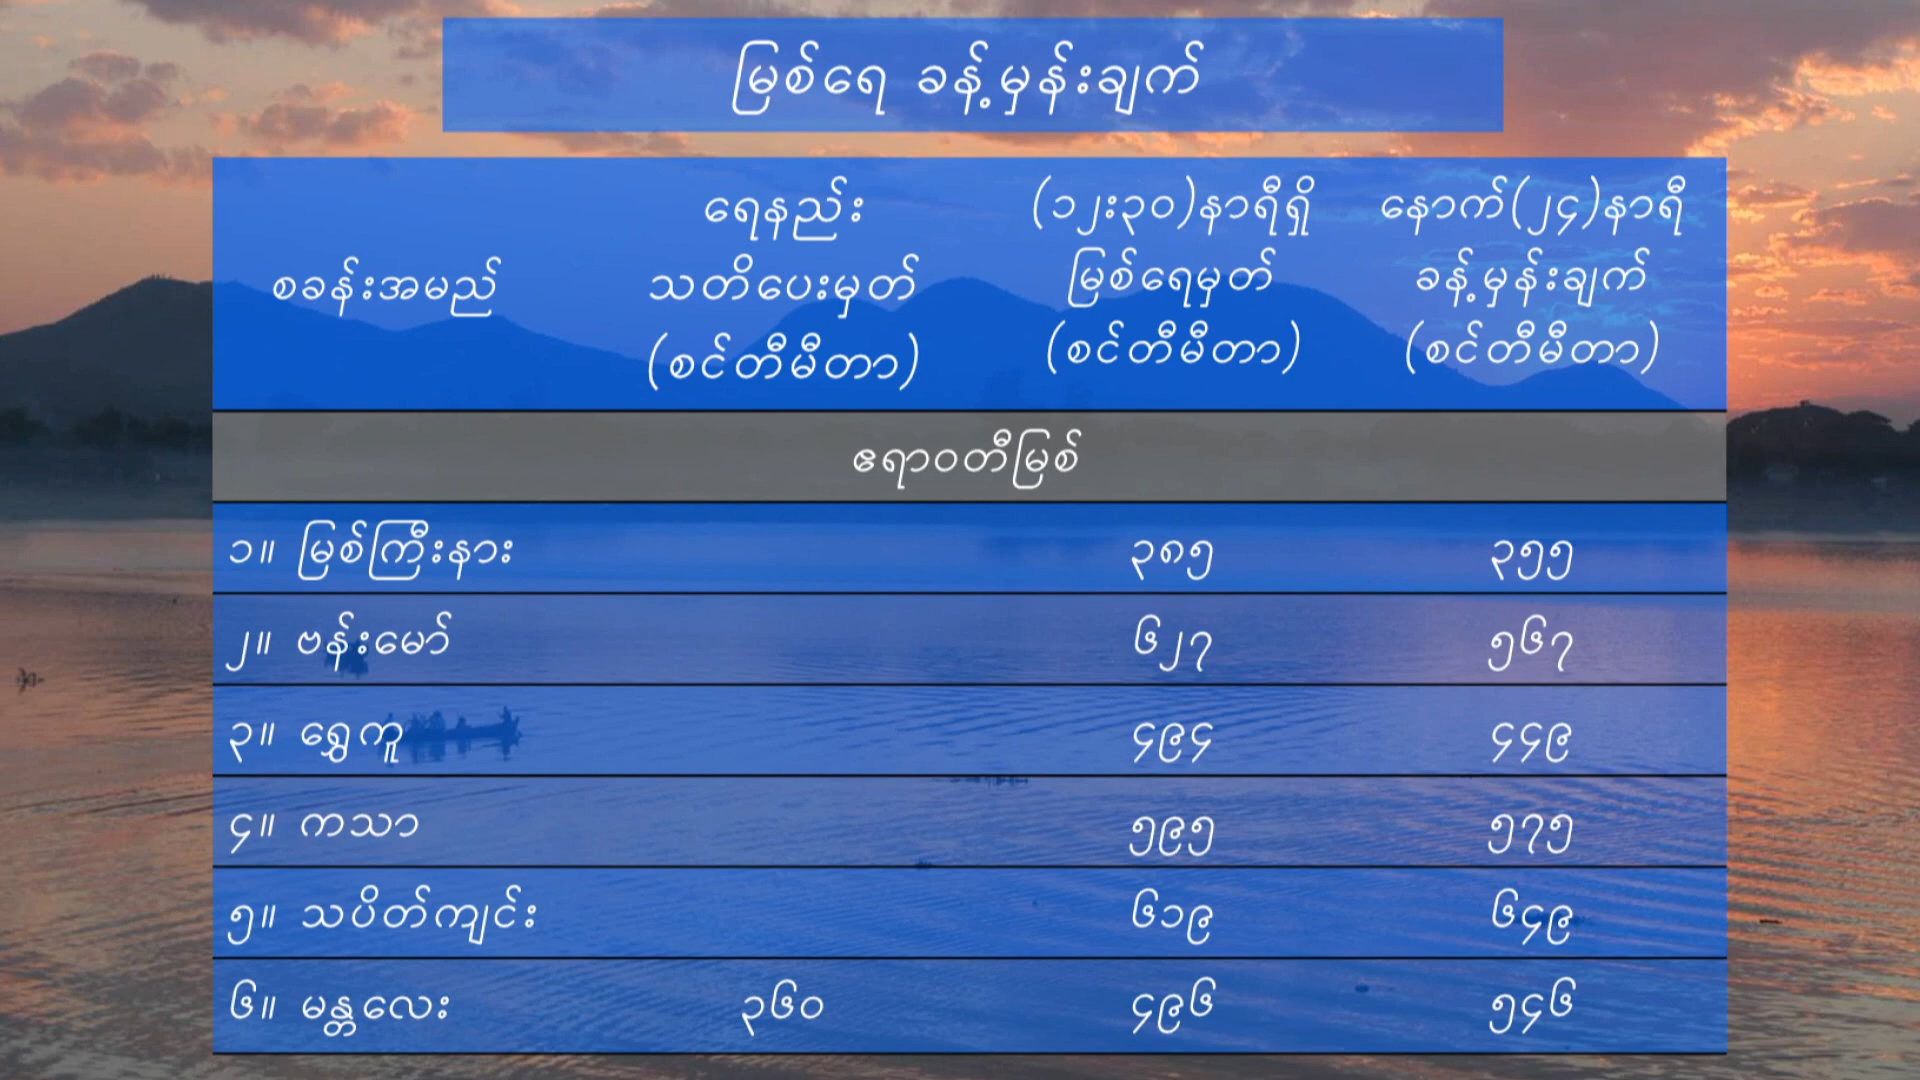 မြစ်ရေ ခန့်မှန်းချက်
စခန်းအမည်
ရေနည်း
သတိပေးမှတ်
(စင်တီမီတာ)
(၁၂း၃၀)နာရီရှိ
မြစ်ရေမှတ်
(စင်တီမီတာ)
နောက်(၂၄)နာရီ
ခန့်မှန်းချက်
(စင်တီမီတာ)
ဧရာဝတီမြစ်
၁။ မြစ်ကြီးနား ၃၈၅ ၃၅၅
၂။ ဗန်းမော် ၆၂၇ ၅၆၇
၃။ ရွှေကူ ၄၉၄ ၄၄၉
၄။ ကသာ ၅၉၅ ၅၇၅
၅။ သပိတ်ကျင်း ၆၁၉ ၆၄၉
၆။ မန္တလေး ၃၆၀ ၄၉၆ ၅၄၆